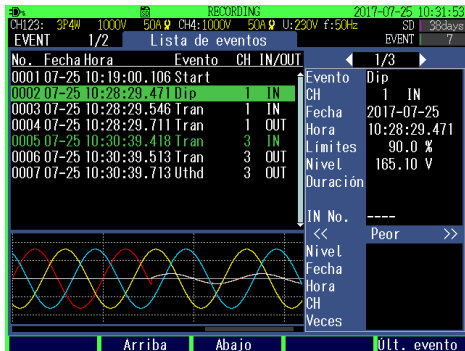 RECORDING 2017-07-25 10:31:53
CH123: 3P4W 1000V 50A CH4:1000V 50A U:230V f:50Hz SD 38days
EVENT 1/2 Lista de eventos EVENT 7
No. Fecha Hora Evento CH IN/OUT
0001 07-25 10:19:00.106 Start
0002 07-25 10:28:29.471 Dip 1 IN
0003 07-25 10:28:29.546 Tran 1 IN
0004 07-25 10:28:29.711 Tran 1 OUT
0005 07-25 10:30:39.418 Tran 3 IN
0006 07-25 10:30:39.513 Tran 3 OUT
0007 07-25 10:30:39.713 Uthd 3 OUT
1/3
Evento Dip
CH 1 IN
Fecha 2017-07-25
Hora 10:28:29.471
Límites 90.0 %
Nivel 165.10 V
Duración
IN No. ----
<< Peor >>
Nivel
Fecha
Hora
CH
Veces
Arriba Abajo Últ. evento